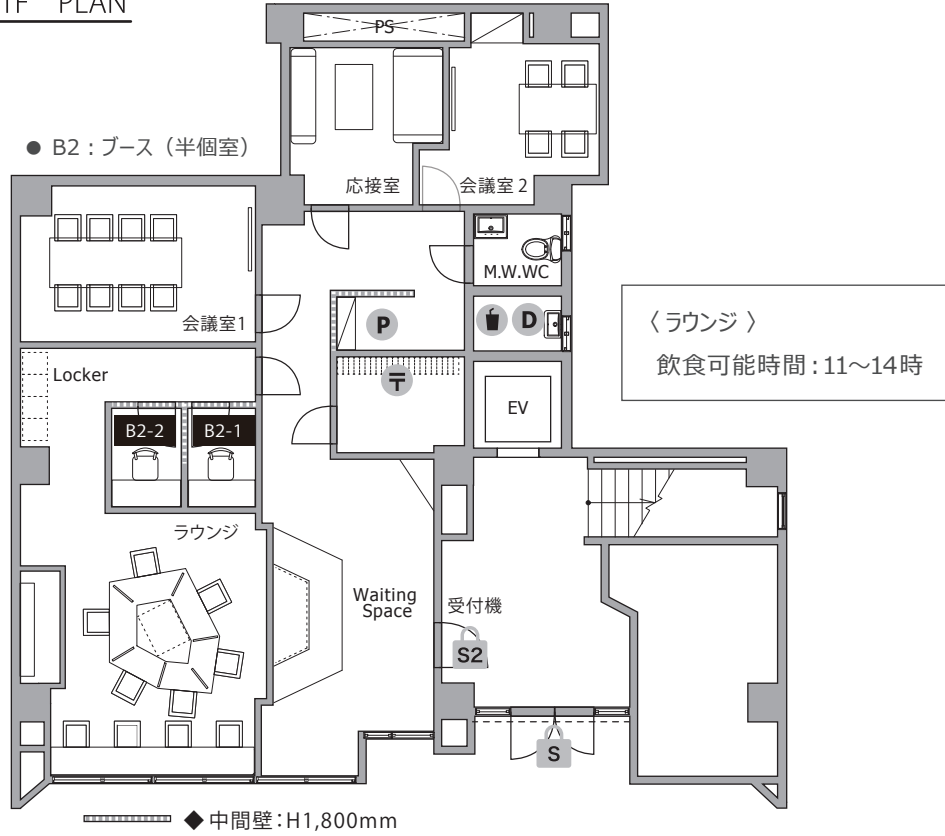 1F PLAN
PS
● B2：ブース（半個室）
応接室
会議室 2
M.W.WC
会議室1
P
D
〈 ラウンジ 〉
飲食可能時間：11～14時
〒
Locker
EV
B2-2
B2-1
ラウンジ
Waiting
Space
受付機
S2
S
◆ 中間壁：H1,800mm